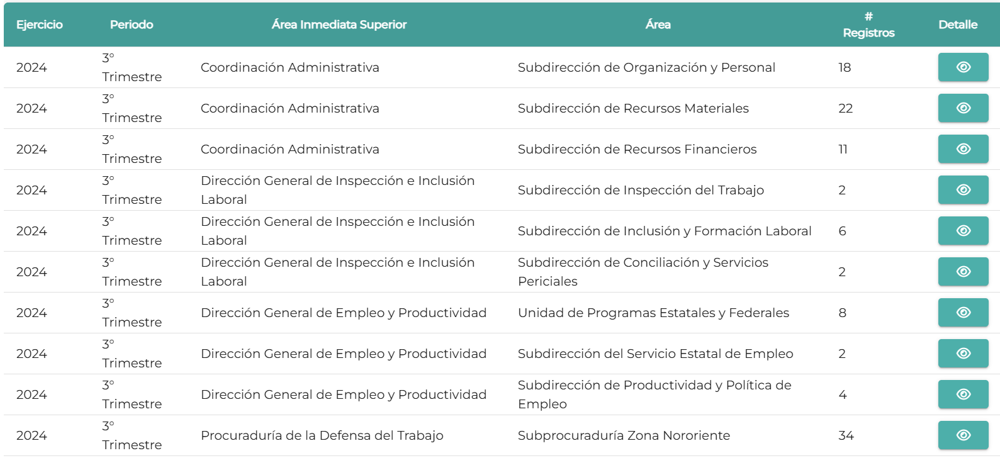 Ejercicio Periodo Área Inmediata Superior Área # Registros Detalle
2024 3° Trimestre Coordinación Administrativa Subdirección de Organización y Personal 18
2024 3° Trimestre Coordinación Administrativa Subdirección de Recursos Materiales 22
2024 3° Trimestre Coordinación Administrativa Subdirección de Recursos Financieros 11
2024 3° Trimestre Dirección General de Inspección e Inclusión Laboral Subdirección de Inspección del Trabajo 2
2024 3° Trimestre Dirección General de Inspección e Inclusión Laboral Subdirección de Inclusión y Formación Laboral 6
2024 3° Trimestre Dirección General de Inspección e Inclusión Laboral Subdirección de Conciliación y Servicios Periciales 2
2024 3° Trimestre Dirección General de Empleo y Productividad Unidad de Programas Estatales y Federales 8
2024 3° Trimestre Dirección General de Empleo y Productividad Subdirección del Servicio Estatal de Empleo 2
2024 3° Trimestre Dirección General de Empleo y Productividad Subdirección de Productividad y Política de Empleo 4
2024 3° Trimestre Procuraduría de la Defensa del Trabajo Subprocuraduría Zona Nororiente 34